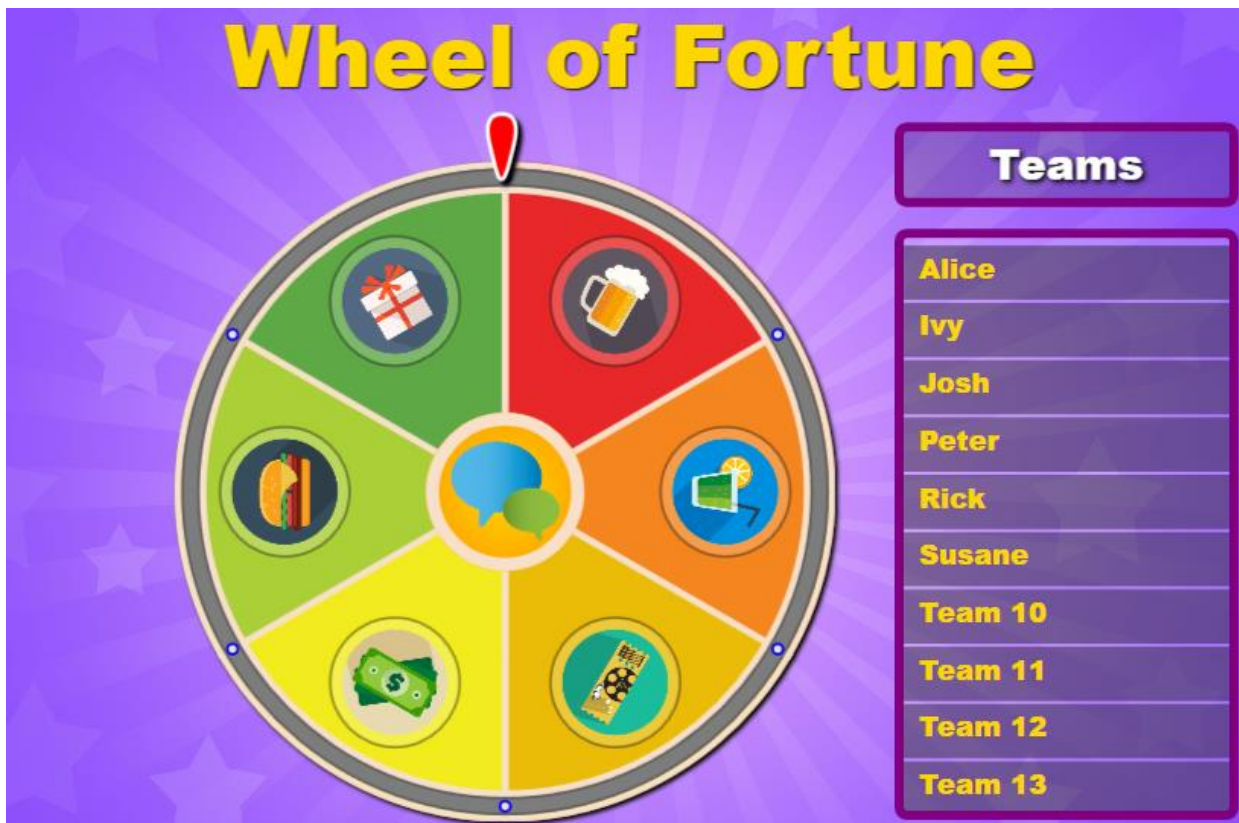 Wheel of Fortune
Teams
Alice
Ivy
Josh
Peter
Rick
Susane
Team 10
Team 11
Team 12
Team 13
$